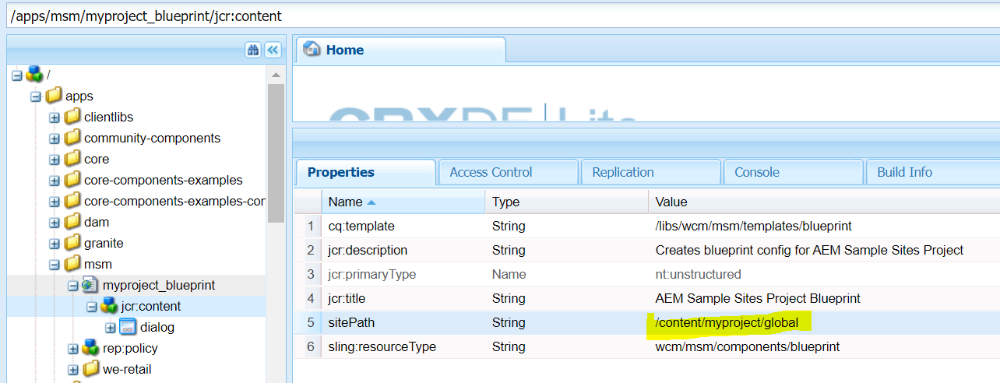 /apps/msm/myproject_blueprint/jcr:content
Home
/
apps
clientlibs
community-components
core
core-components-examples
core-components-examples-con
dam
granite
msm
myproject_blueprint
jcr:content
dialog
rep:policy
we-retail
CRXDE | Lite
Properties Access Control Replication Console Build Info
Name Type Value
1 cq:template String /libs/wcm/msm/templates/blueprint
2 jcr:description String Creates blueprint config for AEM Sample Sites Project
3 jcr:primaryType Name nt:unstructured
4 jcr:title String AEM Sample Sites Project Blueprint
5 sitePath String /content/myproject/global
6 sling:resourceType String wcm/msm/components/blueprint